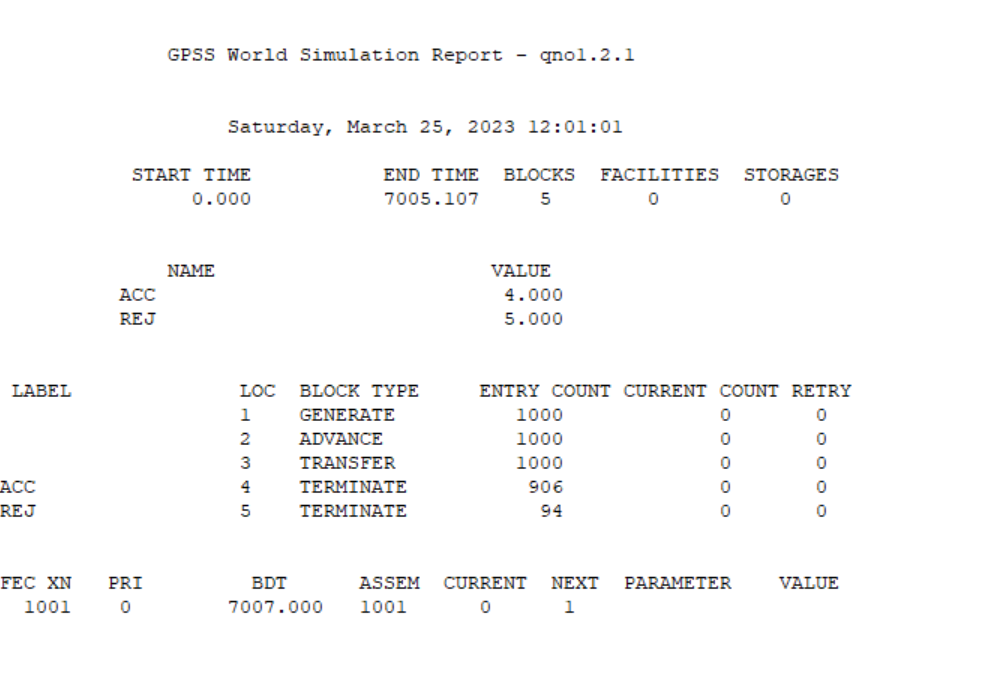 GPSS World Simulation Report - qno1.2.1
Saturday, March 25, 2023 12:01:01
START TIME END TIME BLOCKS FACILITIES STORAGES
0.000 7005.107 5 0 0
NAME VALUE
ACC 4.000
REJ 5.000
LABEL LOC BLOCK TYPE ENTRY COUNT CURRENT COUNT RETRY
1 GENERATE 1000 0 0
2 ADVANCE 1000 0 0
3 TRANSFER 1000 0 0
ACC 4 TERMINATE 906 0 0
REJ 5 TERMINATE 94 0 0
FEC XN PRI BDT ASSEM CURRENT NEXT PARAMETER VALUE
1001 0 7007.000 1001 0 1